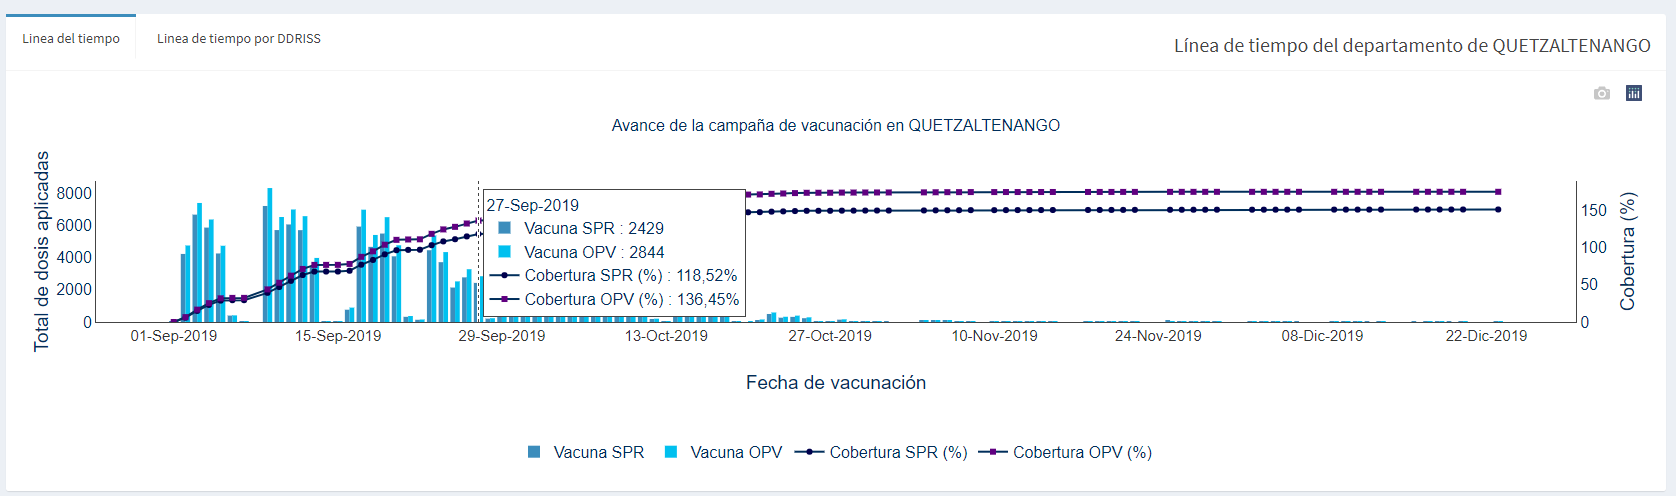 Linea del tiempo
Linea de tiempo por DDRISS
Línea de tiempo del departamento de QUETZALTENANGO
Avance de la campaña de vacunación en QUETZALTENANGO
Total de dosis aplicadas
8000
6000
4000
2000
0
27-Sep-2019
Vacuna SPR : 2429
Vacuna OPV : 2844
Cobertura SPR (%) : 118,52%
Cobertura OPV (%) : 136,45%
150
100
50
0
Cobertura (%)
01-Sep-2019 15-Sep-2019 29-Sep-2019 13-Oct-2019 27-Oct-2019 10-Nov-2019 24-Nov-2019 08-Dic-2019 22-Dic-2019
Fecha de vacunación
Vacuna SPR Vacuna OPV Cobertura SPR (%) Cobertura OPV (%)